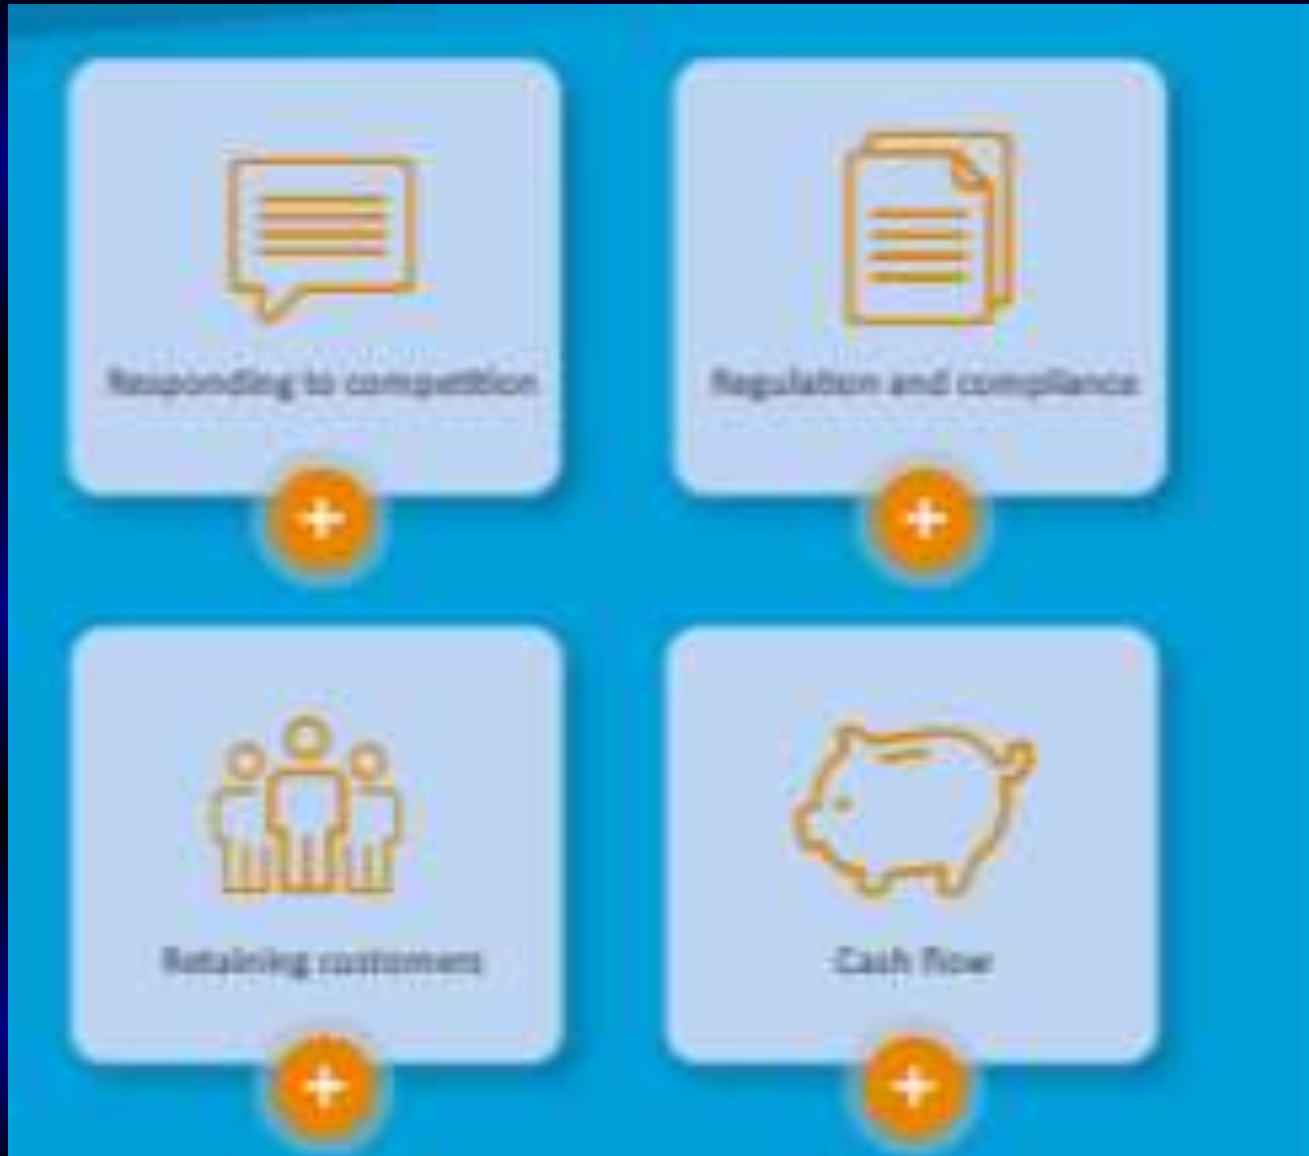 Responding to competition
Regulation and compliance
Retaining customers
Cash flow